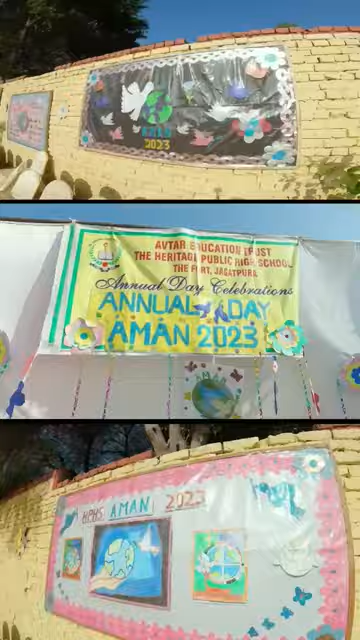 AMAN
2023
AVTAR EDUCATION TRUST
THE HERITAGE PUBLIC HIGH SCHOOL
THE FORT, JAGATPURA
Annual Day Celebrations
ANNUAL DAY
AMAN 2023
HPHS AMAN 2023